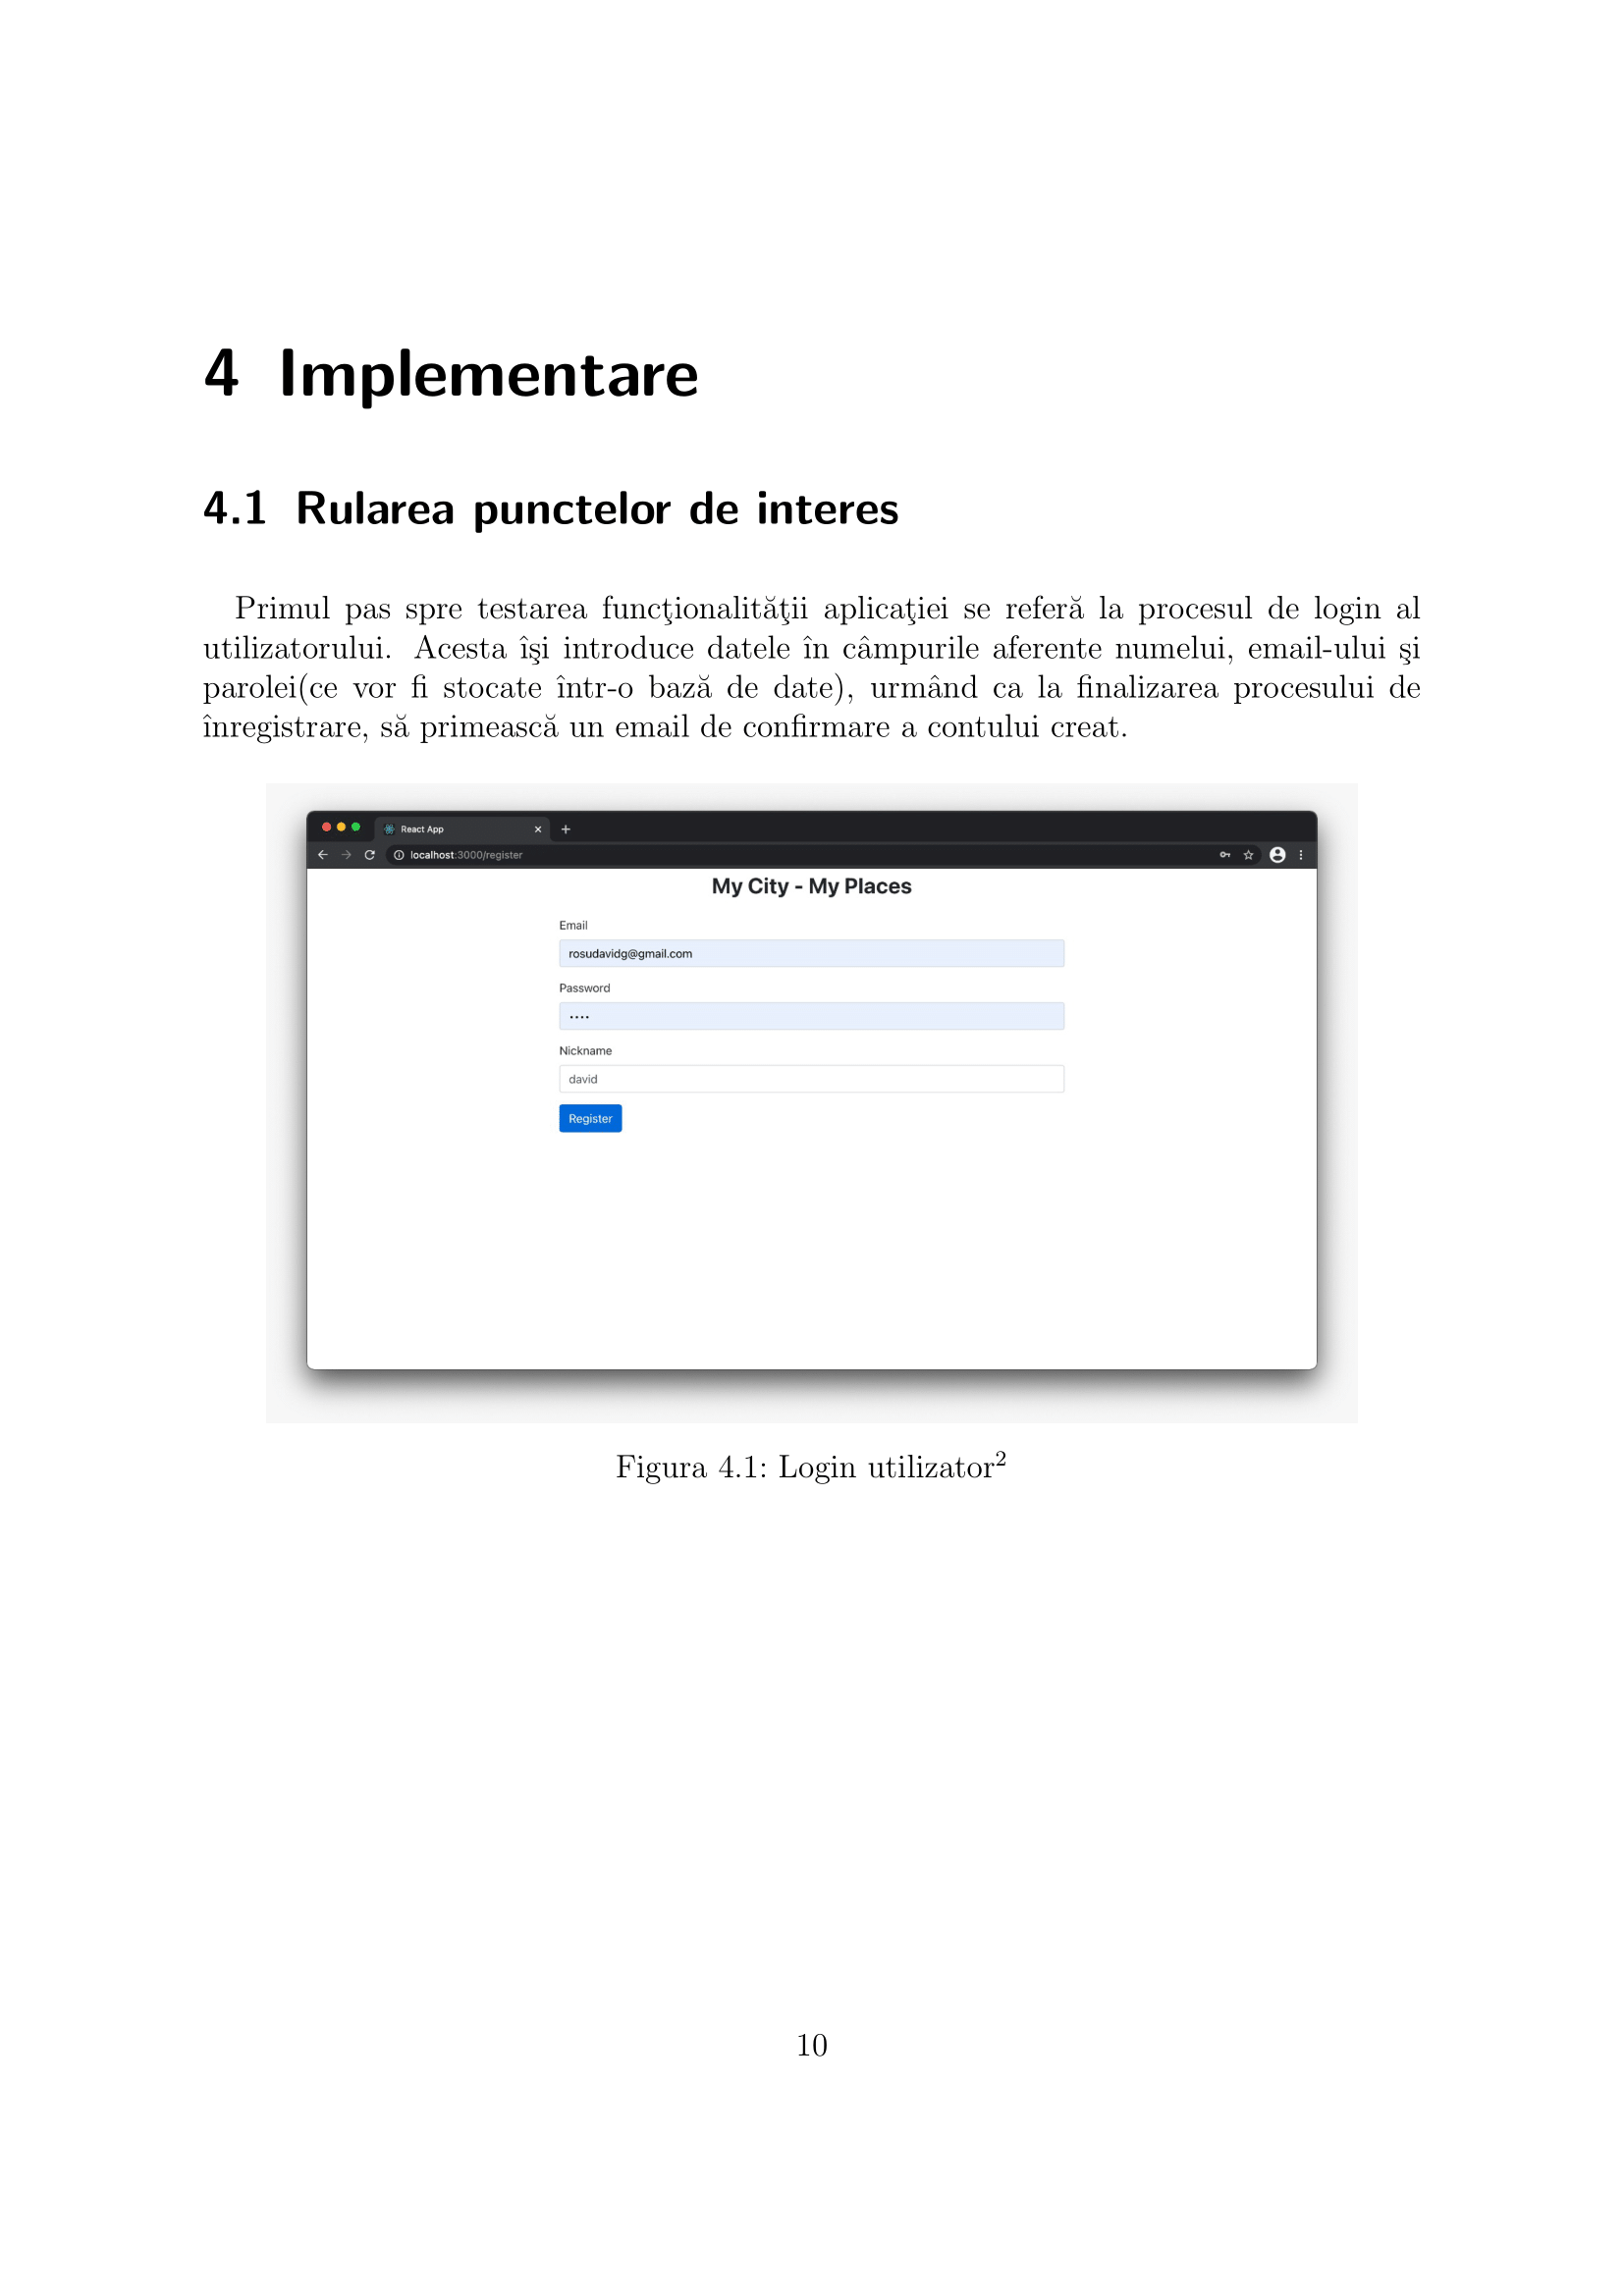 4 Implementare
4.1 Rularea punctelor de interes
Primul pas spre testarea funcţionalităţii aplicaţiei se referă la procesul de login al
utilizatorului. Acesta îşi introduce datele în câmpurile aferente numelui, email-ului şi
parolei(ce vor fi stocate într-o bază de date), urmând ca la finalizarea procesului de
înregistrare, să primească un email de confirmare a contului creat.
React App
localhost:3000/register
My City - My Places
Email
rosudavidg@gmail.com
Password
••••
Nickname
david
Register
Figura 4.1: Login utilizator²
10